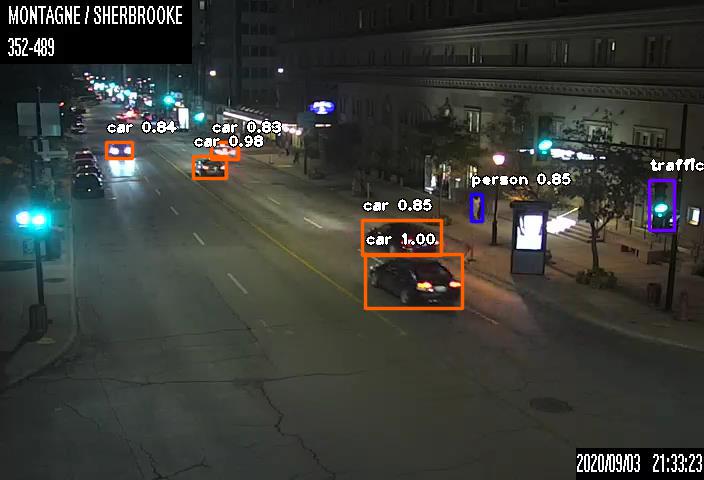 MONTAGNE / SHERBROOKE
352-489
car 0.84
car 0.83
car 0.98
traffic
person 0.85
car 0.85
car 1.00
2020/09/03 21:33:23